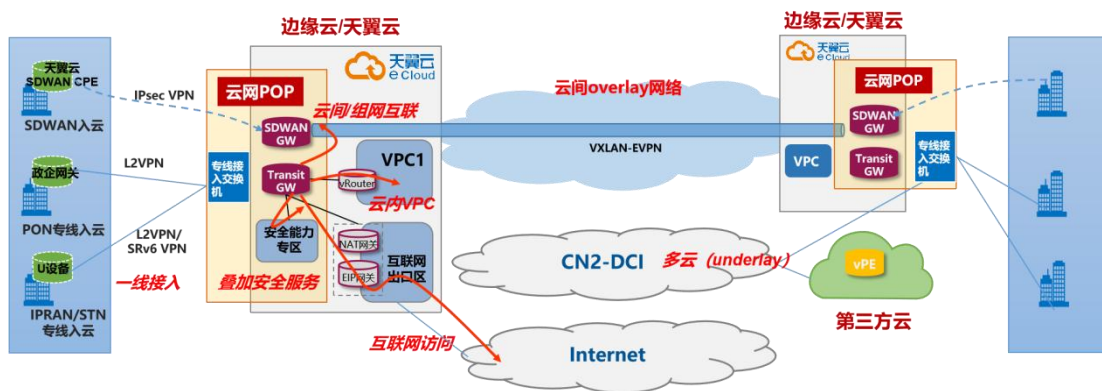 边缘云/天翼云
边缘云/天翼云
天翼云
SDWAN CPE
SDWAN入云
政企网关
PON专线入云
U设备
IPRAN/STN
专线入云
IPsec VPN
L2VPN
L2VPN/
SRv6 VPN
一线接入
云网POP
专线接
入交换
机
SDWAN
GW
Transit
GW
安全能力
专区
叠加安全服务
天翼云
e Cloud
云间/组网互联
VPC1
vRouter
云内VPC
NAT网关
EIP网关
互联网
出口区
互联网访问
云间overlay网络
VXLAN-EVPN
CN2-DCI
多云（underlay）
Internet
天翼云
e Cloud
云网POP
SDWAN
GW
Transit
GW
VPC
专线接
入交换
机
vPE
第三方云